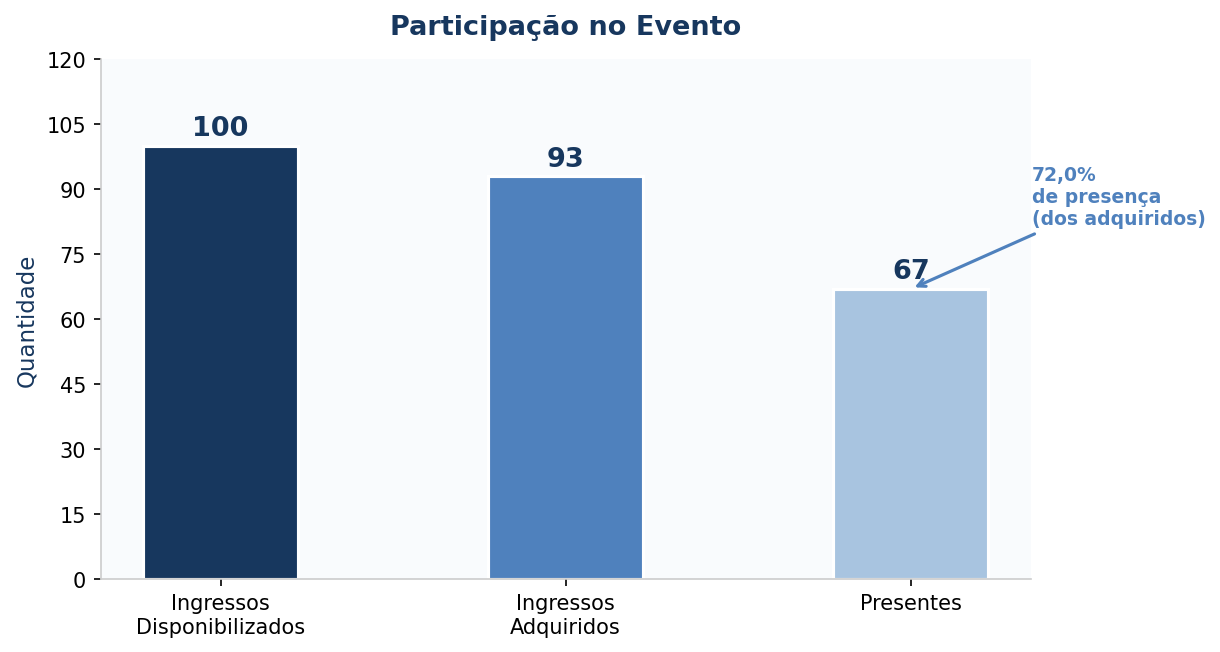 Participação no Evento
120
105
90
75
60
45
30
15
0
Quantidade
100
93
67
72,0%
de presença
(dos adquiridos)
Ingressos
Disponibilizados
Ingressos
Adquiridos
Presentes